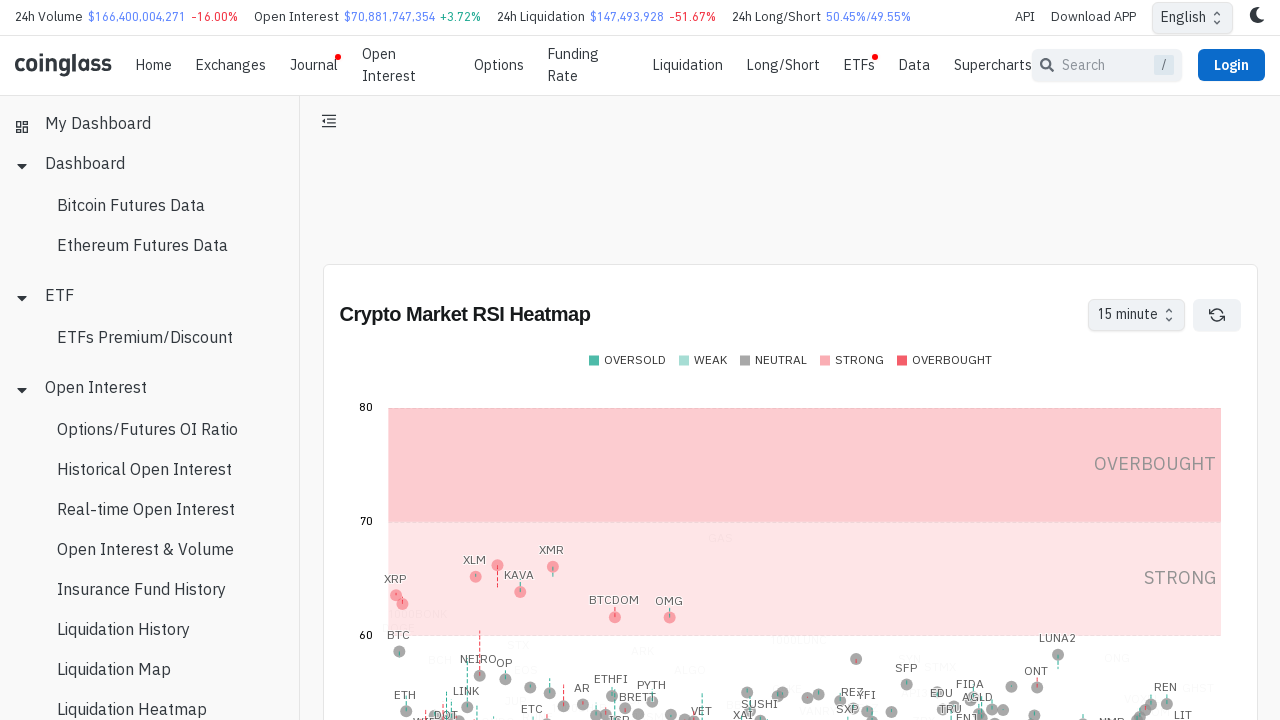 24h Volume $166,400,004,271 -16.00% Open Interest $70,881,747,354 +3.72% 24h Liquidation $147,493,928 -51.67% 24h Long/Short 50.45%/49.55% API Download APP English
coinglass Home Exchanges Journal Open Interest Options Funding Rate Liquidation Long/Short ETFs Data Supercharts Search / Login
My Dashboard
Dashboard
Bitcoin Futures Data
Ethereum Futures Data
ETF
ETFs Premium/Discount
Open Interest
Options/Futures OI Ratio
Historical Open Interest
Real-time Open Interest
Open Interest & Volume
Insurance Fund History
Liquidation History
Liquidation Map
Liquidation Heatmap
Crypto Market RSI Heatmap
15 minute
OVERSOLD WEAK NEUTRAL STRONG OVERBOUGHT
80
OVERBOUGHT
70
XMR
XLM
KAVA
XRP
STRONG
BTCDOM OMG
60
BTC
LUNA2
NEIRO OP
SFP
ONT
ETHFI
PYTH
AR
FIDA
REN
ETH
LINK
BRETT
EDU
AGLD
SUSHI
ETC
VET
XAI
SXP
TRU
ENJ
LIT